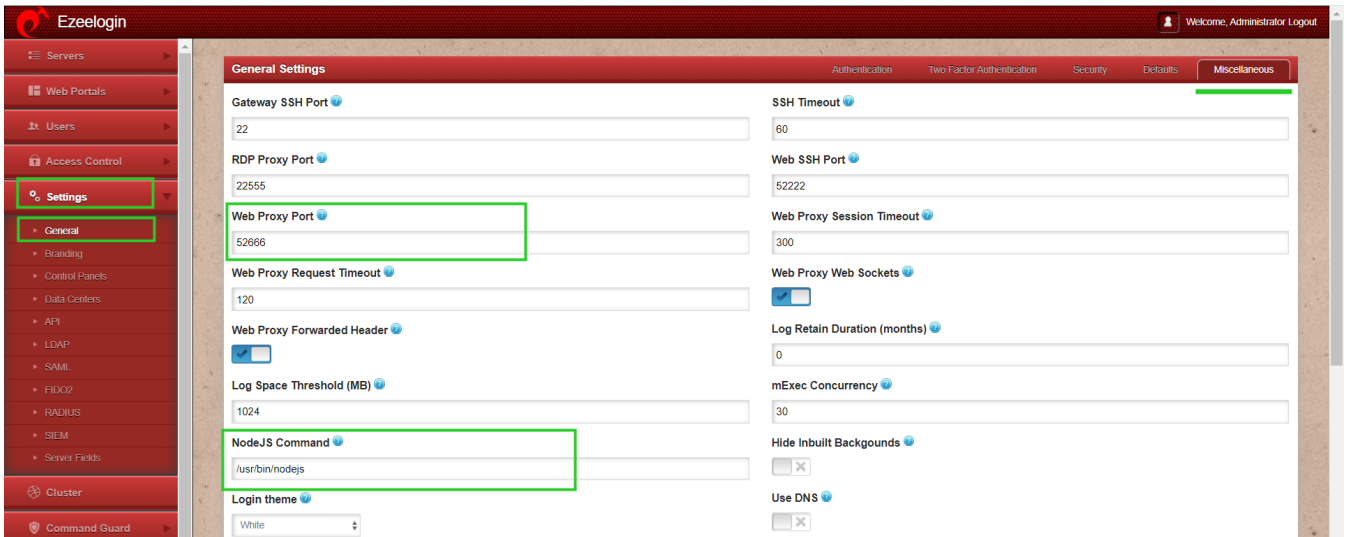 Ezeelogin
Welcome, Administrator Logout
Servers
Web Portals
Users
Access Control
Settings
General
Branding
Control Panels
Data Centers
API
LDAP
SAML
FIDO2
RADIUS
SIEM
Server Fields
Cluster
Command Guard
General Settings
Authentication
Two Factor Authentication
Security
Defaults
Miscellaneous
Gateway SSH Port
22
SSH Timeout
60
RDP Proxy Port
22555
Web SSH Port
52222
Web Proxy Port
52666
Web Proxy Session Timeout
300
Web Proxy Request Timeout
120
Web Proxy Web Sockets
Web Proxy Forwarded Header
Log Retain Duration (months)
0
Log Space Threshold (MB)
1024
mExec Concurrency
30
NodeJS Command
/usr/bin/nodejs
Hide Inbuilt Backgounds
Login theme
White
Use DNS